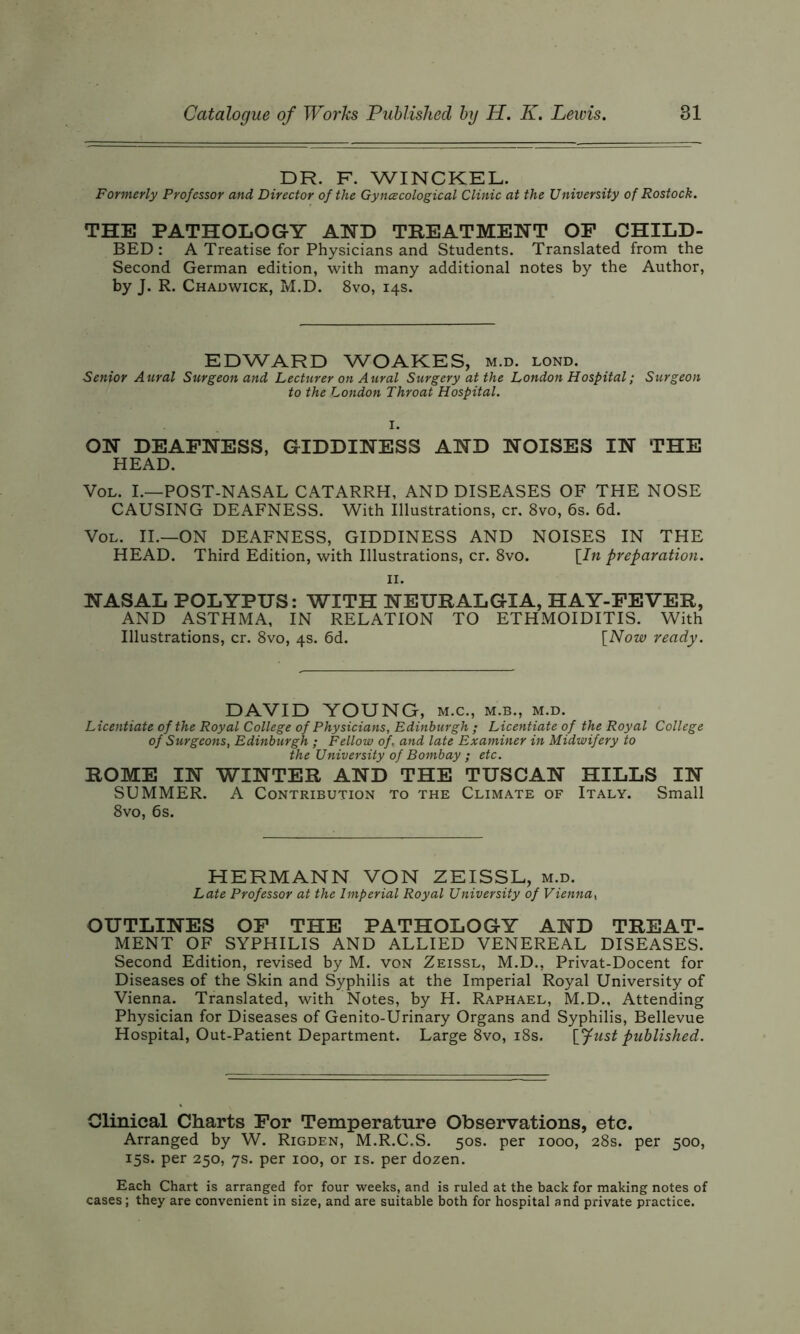 Catalogue of Works Published by H. K. Lewis. 31
DR. F. WINCKEL.
Formerly Professor and Director of the Gynæcological Clinic at the University of Rostock.
THE PATHOLOGY AND TREATMENT OF CHILD-
BED: A Treatise for Physicians and Students. Translated from the
Second German edition, with many additional notes by the Author,
by J. R. CHADWICK, M.D. 8vo, 14s.
EDWARD WOAKES, M.D. LOND.
Senior Aural Surgeon and Lecturer on Aural Surgery at the London Hospital; Surgeon
to the London Throat Hospital.
I.
ON DEAFNESS, GIDDINESS AND NOISES IN THE
HEAD.
VOL. I.—POST-NASAL CATARRH, AND DISEASES OF THE NOSE
CAUSING DEAFNESS. With Illustrations, cr. 8vo, 6s. 6d.
VOL. II.—ON DEAFNESS, GIDDINESS AND NOISES IN THE
HEAD. Third Edition, with Illustrations, cr. 8vo. [In preparation.
II.
NASAL POLYPUS: WITH NEURALGIA, HAY-FEVER,
AND ASTHMA, IN RELATION TO ETHMOIDITIS. With
Illustrations, cr. 8vo, 4s. 6d. [Now ready.
DAVID YOUNG, M.C., M.B., M.D.
Licentiate of the Royal College of Physicians, Edinburgh; Licentiate of the Royal College
of Surgeons, Edinburgh; Fellow of, and late Examiner in Midwifery to
the University of Bombay; etc.
ROME IN WINTER AND THE TUSCAN HILLS IN
SUMMER. A CONTRIBUTION TO THE CLIMATE OF ITALY. Small
8vo, 6s.
HERMANN VON ZEISSL, M.D.
Late Professor at the Imperial Royal University of Vienna,
OUTLINES OF THE PATHOLOGY AND TREAT-
MENT OF SYPHILIS AND ALLIED VENEREAL DISEASES.
Second Edition, revised by M. VON ZEISSL, M.D., Privat-Docent for
Diseases of the Skin and Syphilis at the Imperial Royal University of
Vienna. Translated, with Notes, by H. RAPHAEL, M.D., Attending
Physician for Diseases of Genito-Urinary Organs and Syphilis, Bellevue
Hospital, Out-Patient Department. Large 8vo, 18s. [Just published.
Clinical Charts For Temperature Observations, etc.
Arranged by W. RIGDEN, M.R.C.S. 50s. per 1000, 28s. per 500,
15s. per 250, 7s. per 100, or 1s. per dozen.
Each Chart is arranged for four weeks, and is ruled at the back for making notes of
cases; they are convenient in size, and are suitable both for hospital and private practice.